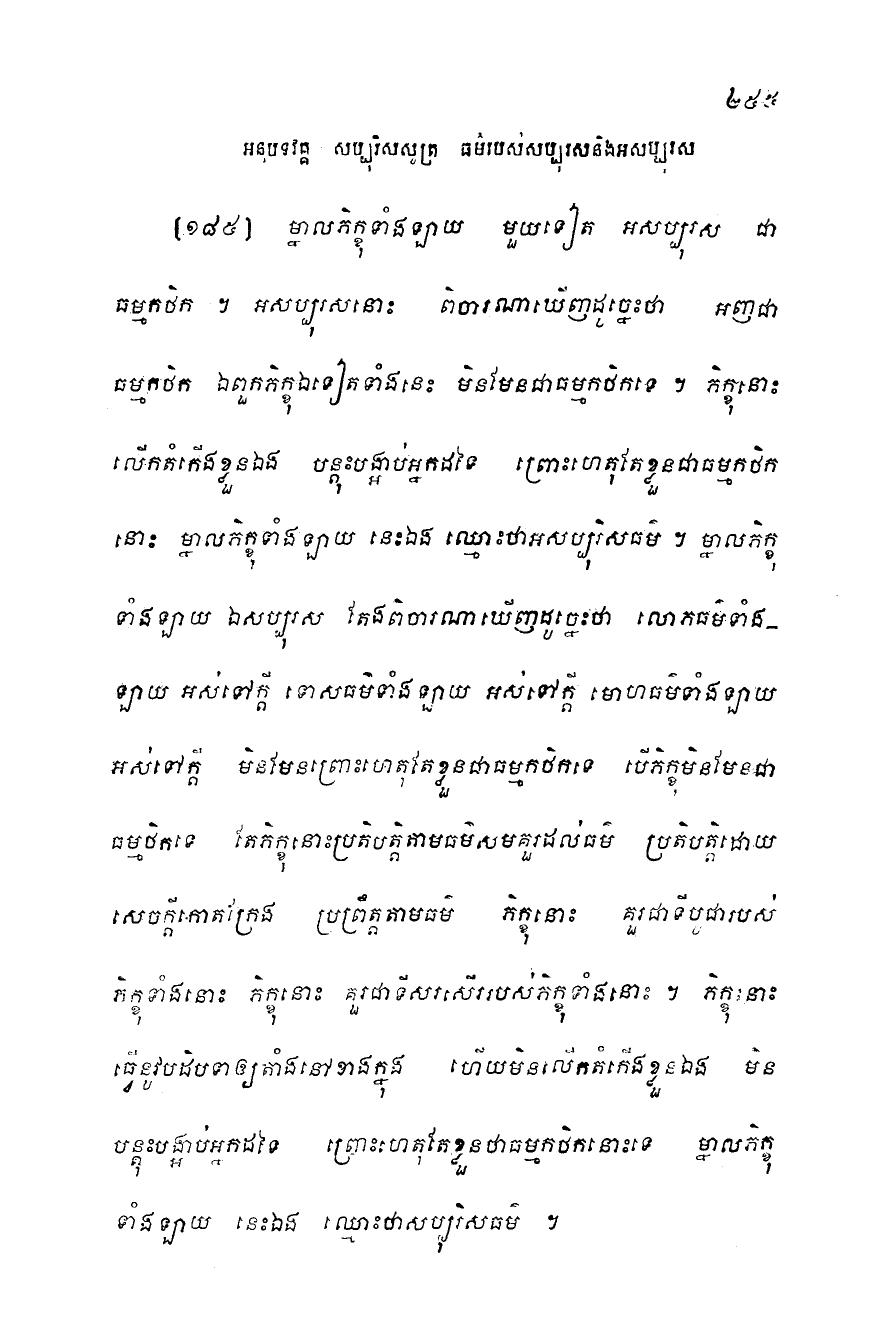 ២៥៥
អនុបទវគ្គ សប្បុរិសសូត្រ ធម៌របស់សប្បុរសនិងអសប្បុរស
[១៨៥] ម្នាលភិក្ខុទាំងឡាយ មួយទៀត អសប្បុរស ជា
ធម្មកថិក ។ អសប្បុរសនោះ ពិចារណាឃើញដូច្នេះថា អញជា
ធម្មកថិក ឯពួកភិក្ខុឯទៀតទាំងនេះ មិនមែនជាធម្មកថិកទេ ។ ភិក្ខុនោះ
លើកតំកើងខ្លួនឯង បន្តុះបង្អាប់អ្នកដទៃ ព្រោះហេតុតែខ្លួនជាធម្មកថិក
នោះ ម្នាលភិក្ខុទាំងឡាយ នេះឯង ឈ្មោះថាអសប្បុរិសធម៌ ។ ម្នាលភិក្ខុ
ទាំងឡាយ ឯសប្បុរស តែងពិចារណាឃើញដូច្នេះថា លោភធម៌ទាំង-
ឡាយ អស់ទៅក្តី ទោសធម៌ទាំងឡាយ អស់ទៅក្តី មោហធម៌ទាំងឡាយ
អស់ទៅក្តី មិនមែនព្រោះហេតុតែខ្លួនជាធម្មកថិកទេ បើភិក្ខុមិនមែនជា
ធម្មថិកទេ តែភិក្ខុនោះប្រតិបត្តិតាមធម៌សមគួរដល់ធម៌ ប្រតិបត្តិដោយ
សេចក្តីកោតក្រែង ប្រព្រឹត្តតាមធម៌ ភិក្ខុនោះ គួរជាទីបូជារបស់
ភិក្ខុទាំងនោះ ភិក្ខុនោះ គួរជាទីសរសើររបស់ភិក្ខុទាំងនោះ ។ ភិក្ខុនោះ
ធ្វើនូវបដិបទាឲ្យតាំងនៅខាងក្នុង ហើយមិនលើកតំកើងខ្លួនឯង មិន
បន្តុះបង្អាប់អ្នកដទៃ ព្រោះហេតុតែខ្លួនជាធម្មកថិកនោះទេ ម្នាលភិក្ខុ
ទាំងឡាយ នេះឯង ឈ្មោះថាសប្បុរិសធម៌ ។